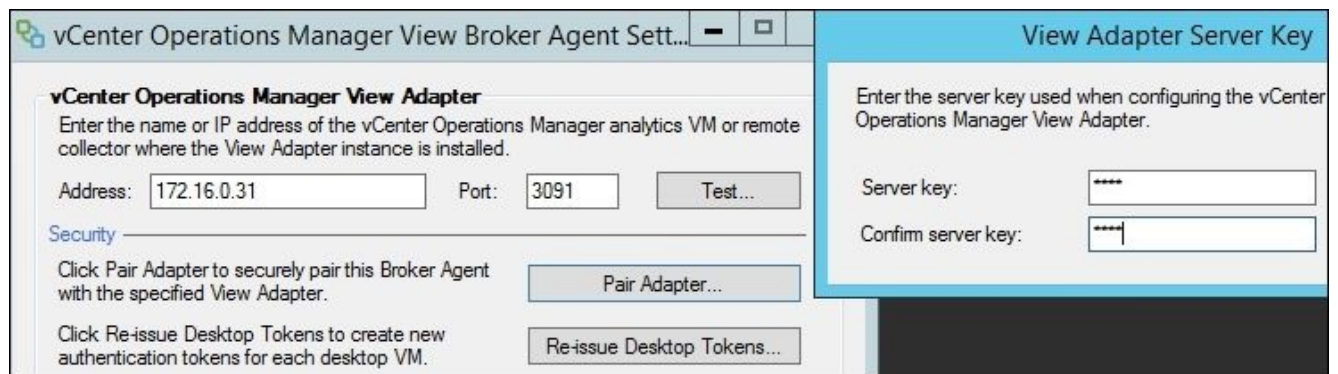 vCenter Operations Manager View Broker Agent Sett...
vCenter Operations Manager View Adapter
Enter the name or IP address of the vCenter Operations Manager analytics VM or remote
collector where the View Adapter instance is installed.
Address: 172.16.0.31 Port: 3091 Test...
Security
Click Pair Adapter to securely pair this Broker Agent
with the specified View Adapter.
Pair Adapter...
Click Re-issue Desktop Tokens to create new
authentication tokens for each desktop VM.
Re-issue Desktop Tokens...
View Adapter Server Key
Enter the server key used when configuring the vCenter
Operations Manager View Adapter.
Server key: ****
Confirm server key: ****